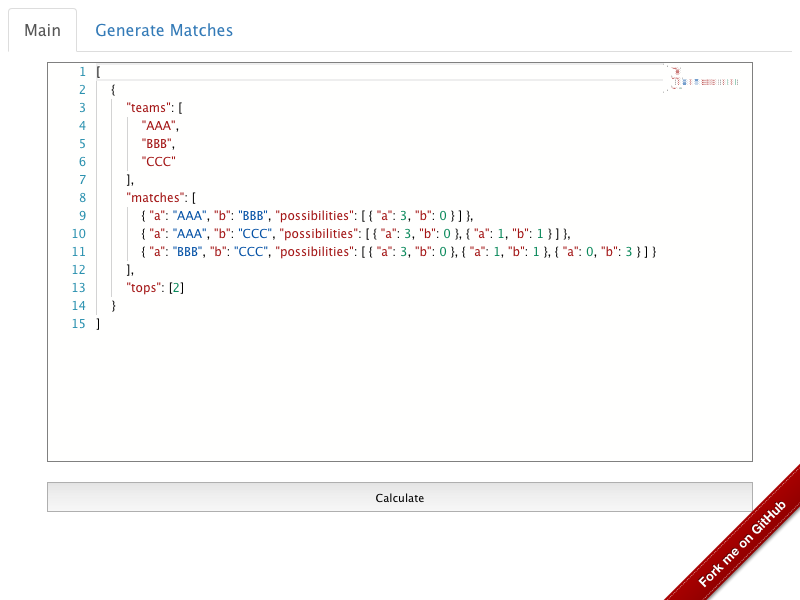 Main
Generate Matches
1 [
2 {
3 "teams": [
4 "AAA",
5 "BBB",
6 "CCC"
7 ],
8 "matches": [
9 { "a": "AAA", "b": "BBB", "possibilities": [ { "a": 3, "b": 0 } ] },
10 { "a": "AAA", "b": "CCC", "possibilities": [ { "a": 3, "b": 0 }, { "a": 1, "b": 1 } ] },
11 { "a": "BBB", "b": "CCC", "possibilities": [ { "a": 3, "b": 0 }, { "a": 1, "b": 1 }, { "a": 0, "b": 3 } ] }
12 ],
13 "tops": [2]
14 }
15 ]
Calculate
Fork me on GitHub